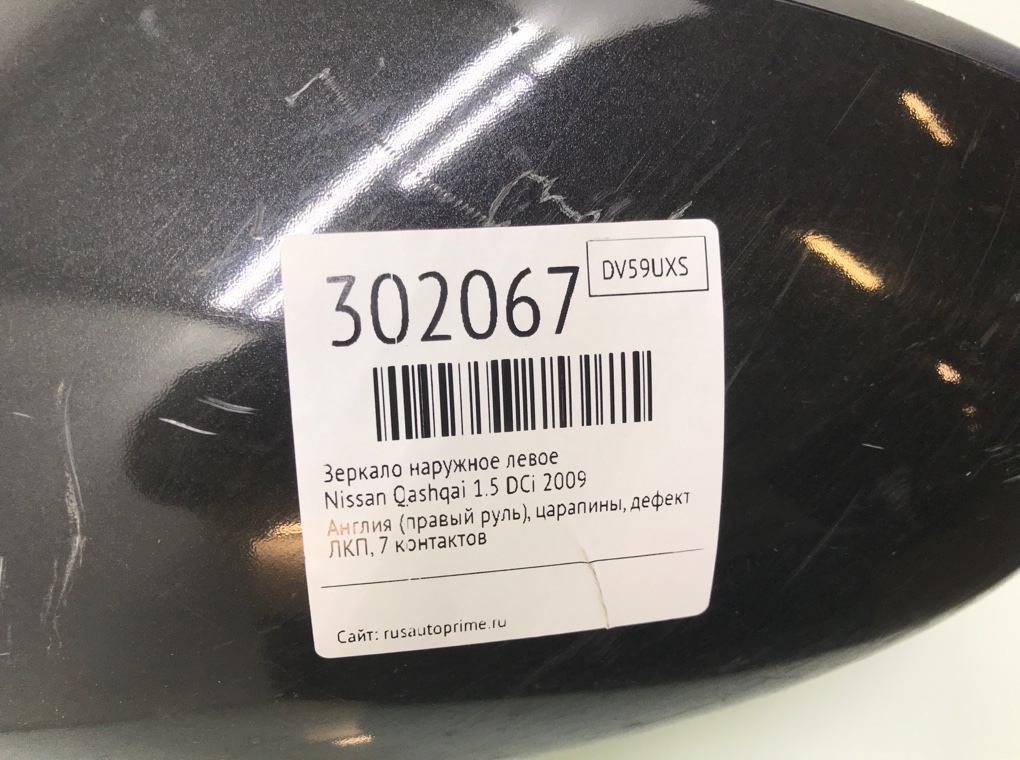 302067
DV59UXS
Зеркало наружное левое
Nissan Qashqai 1.5 DCi 2009
Англия (правый руль), царапины, дефект
ЛКП, 7 контактов
Сайт: rusautoprime.ru